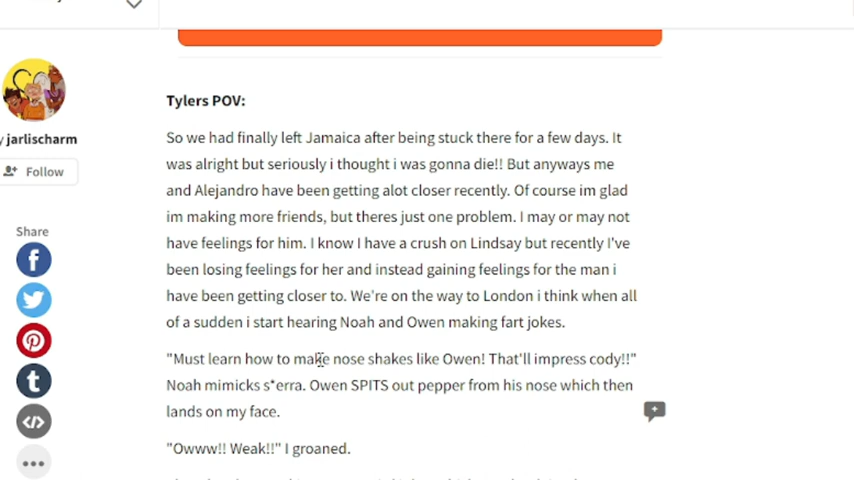 jarlischarm
Follow
Share
Tylers POV:
So we had finally left Jamaica after being stuck there for a few days. It
was alright but seriously i thought i was gonna die!! But anyways me
and Alejandro have been getting alot closer recently. Of course im glad
im making more friends, but theres just one problem. I may or may not
have feelings for him. I know I have a crush on Lindsay but recently I've
been losing feelings for her and instead gaining feelings for the man i
have been getting closer to. We're on the way to London i think when all
of a sudden i start hearing Noah and Owen making fart jokes.
"Must learn how to make nose shakes like Owen! That'll impress cody!!"
Noah mimicks s*erra. Owen SPITS out pepper from his nose which then
lands on my face.
"Owww!! Weak!!" I groaned.